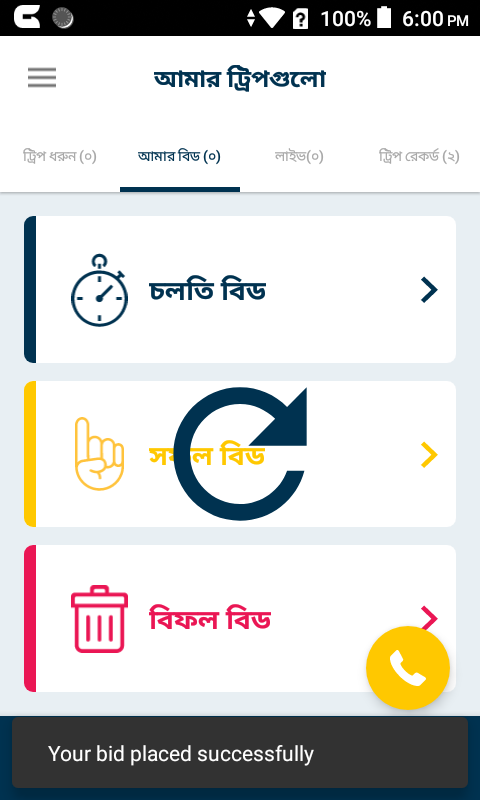 100% 6:00 PM
আমার ট্রিপগুলো
ট্রিপ ধরুন (০) আমার বিড (০) লাইভ(০) ট্রিপ রেকর্ড (২)
চলতি বিড
সফল বিড
বিফল বিড
Your bid placed successfully